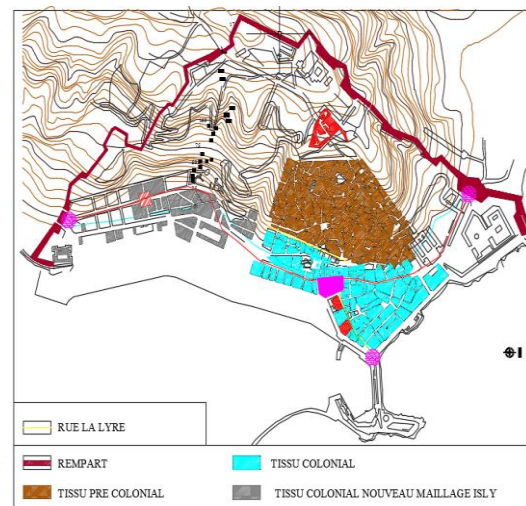 RUE LA LYRE
REMPART
TISSU COLONIAL
TISSU PRE COLONIAL
TISSU COLONIAL NOUVEAU MAILLAGE ISLY